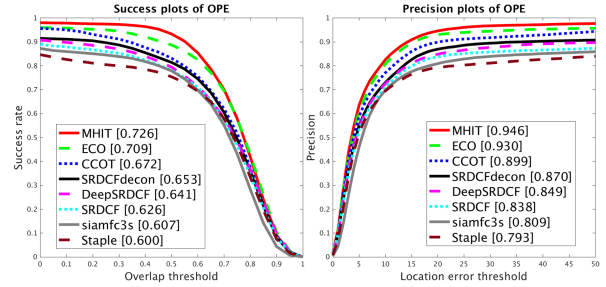 Success plots of OPE
Success rate
1
0.9
0.8
0.7
0.6
0.5
0.4
0.3
0.2
0.1
0
MHIT [0.726]
ECO [0.709]
CCOT [0.672]
SRDCFdecon [0.653]
DeepSRDCF [0.641]
SRDCF [0.626]
siamfc3s [0.607]
Staple [0.600]
0 0.1 0.2 0.3 0.4 0.5 0.6 0.7 0.8 0.9 1
Overlap threshold
Precision plots of OPE
Precision
1
0.9
0.8
0.7
0.6
0.5
0.4
0.3
0.2
0.1
0
MHIT [0.946]
ECO [0.930]
CCOT [0.899]
SRDCFdecon [0.870]
DeepSRDCF [0.849]
SRDCF [0.838]
siamfc3s [0.809]
Staple [0.793]
0 5 10 15 20 25 30 35 40 45 50
Location error threshold